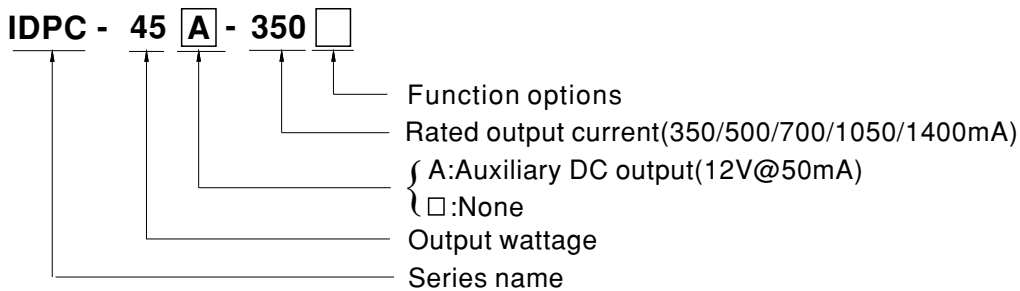 IDPC - 45 A - 350
Function options
Rated output current(350/500/700/1050/1400mA)
A:Auxiliary DC output(12V@50mA)
□:None
Output wattage
Series name